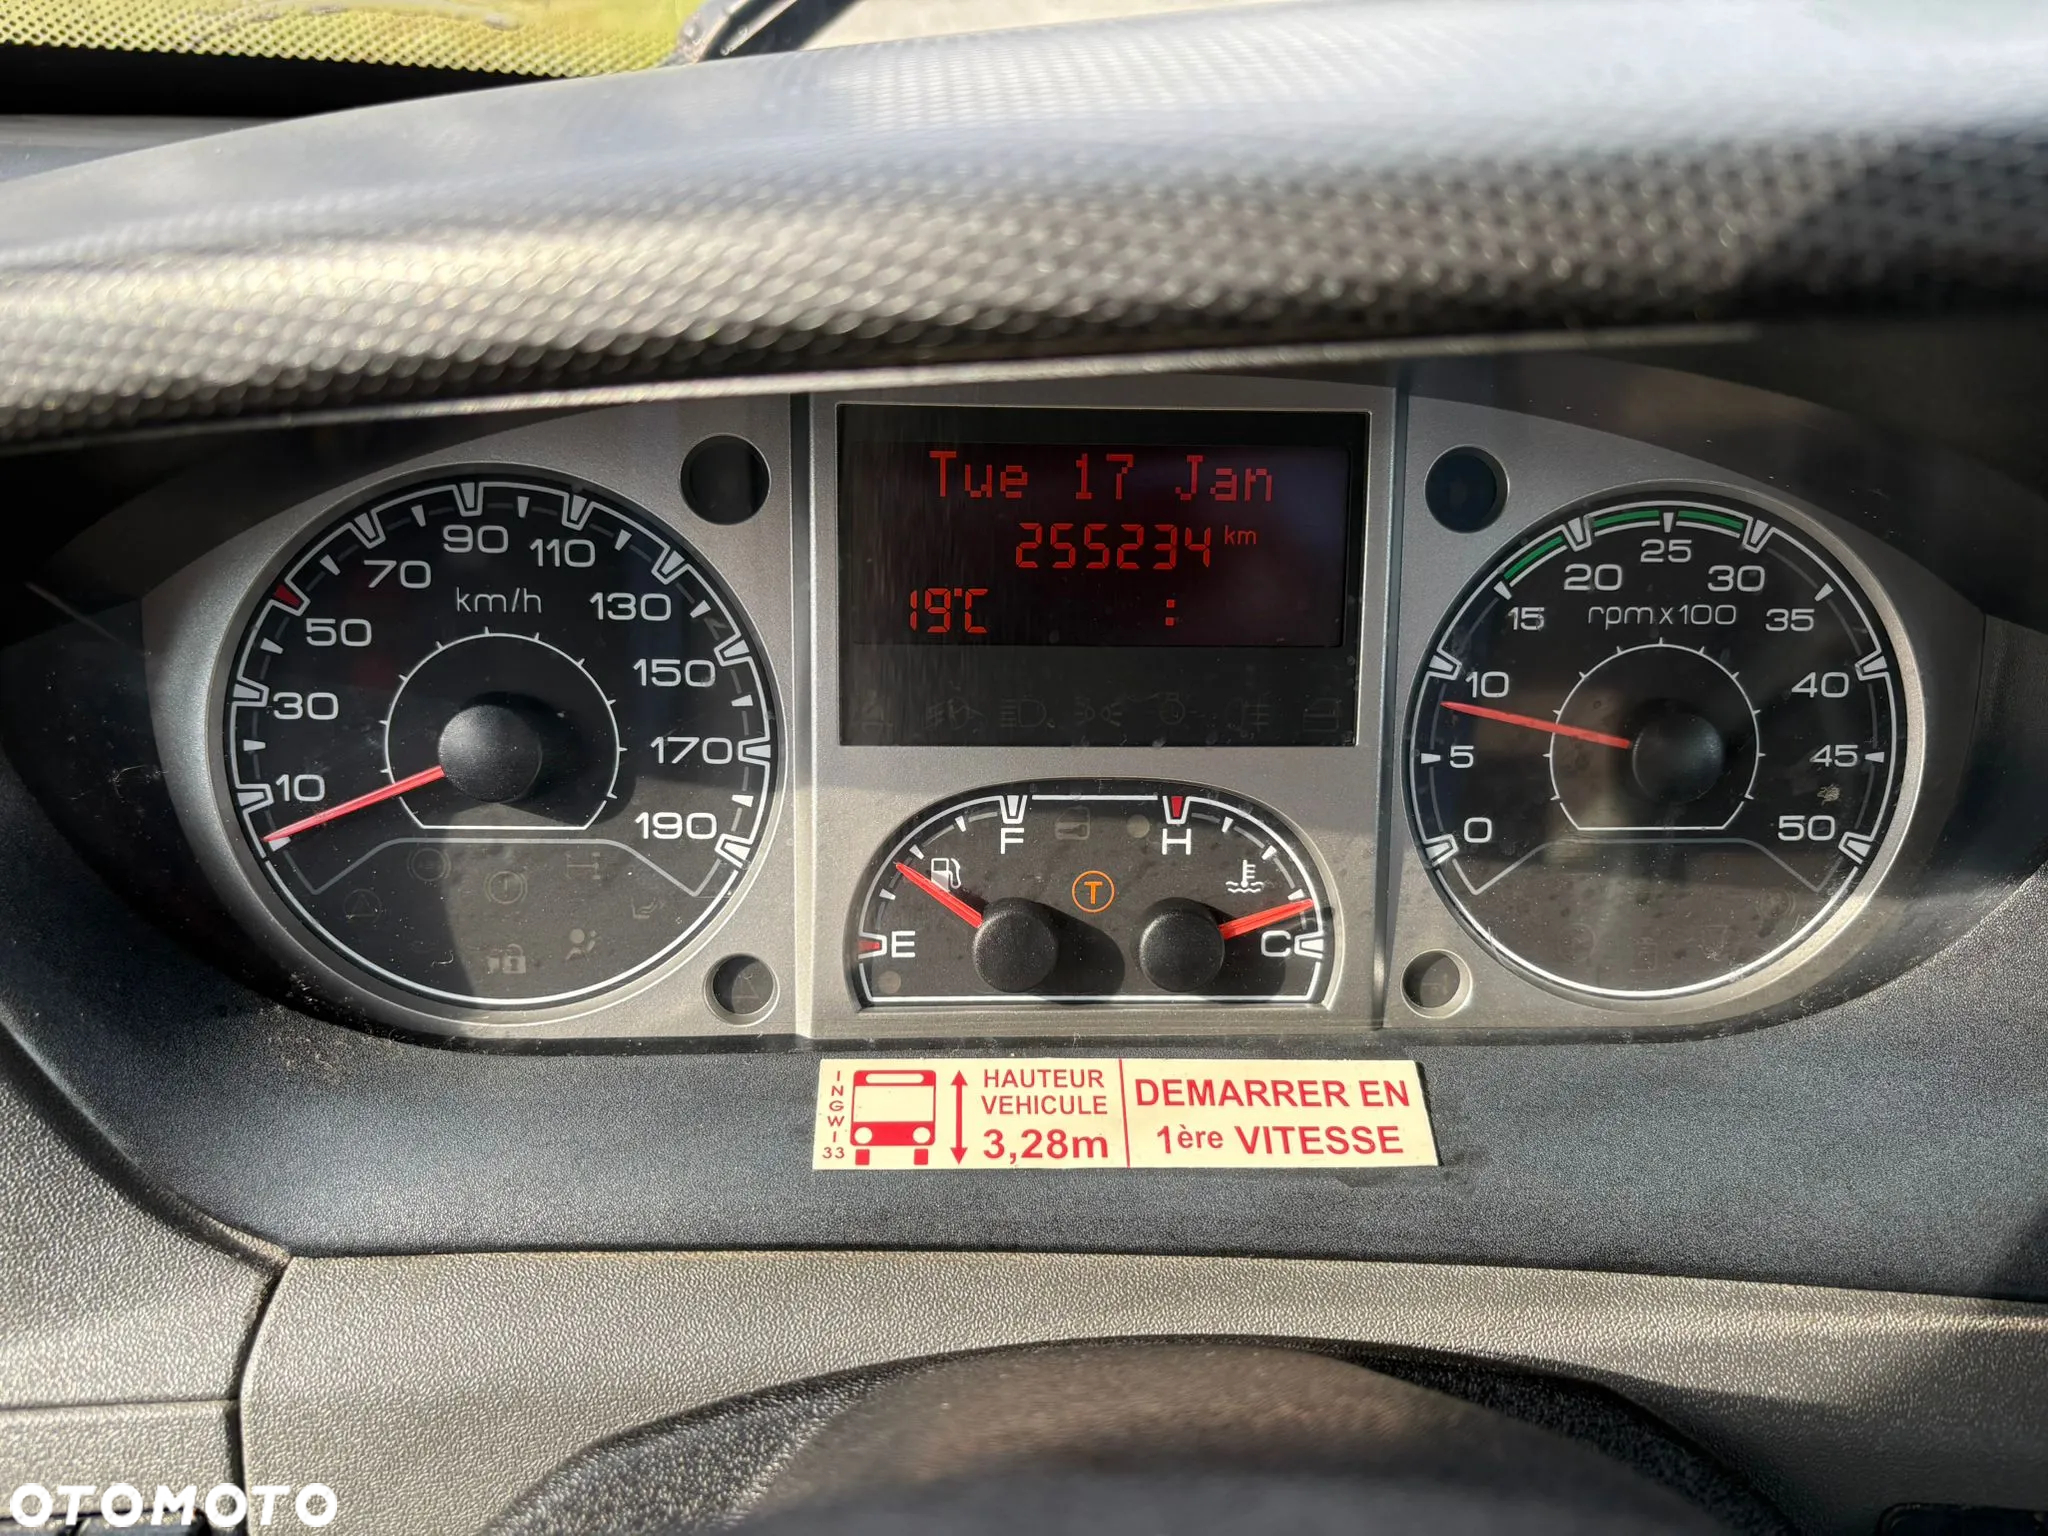 Tue 17 Jan
255234 km
19°C :
10 30 50 70 90 110 130 150 170 190
km/h
0 5 10 15 20 25 30 35 40 45 50
rpmx100
F H
T
E C
INGWI 33
HAUTEUR
VEHICULE
3,28m
DEMARRER EN
1ère VITESSE
OTOMOTO